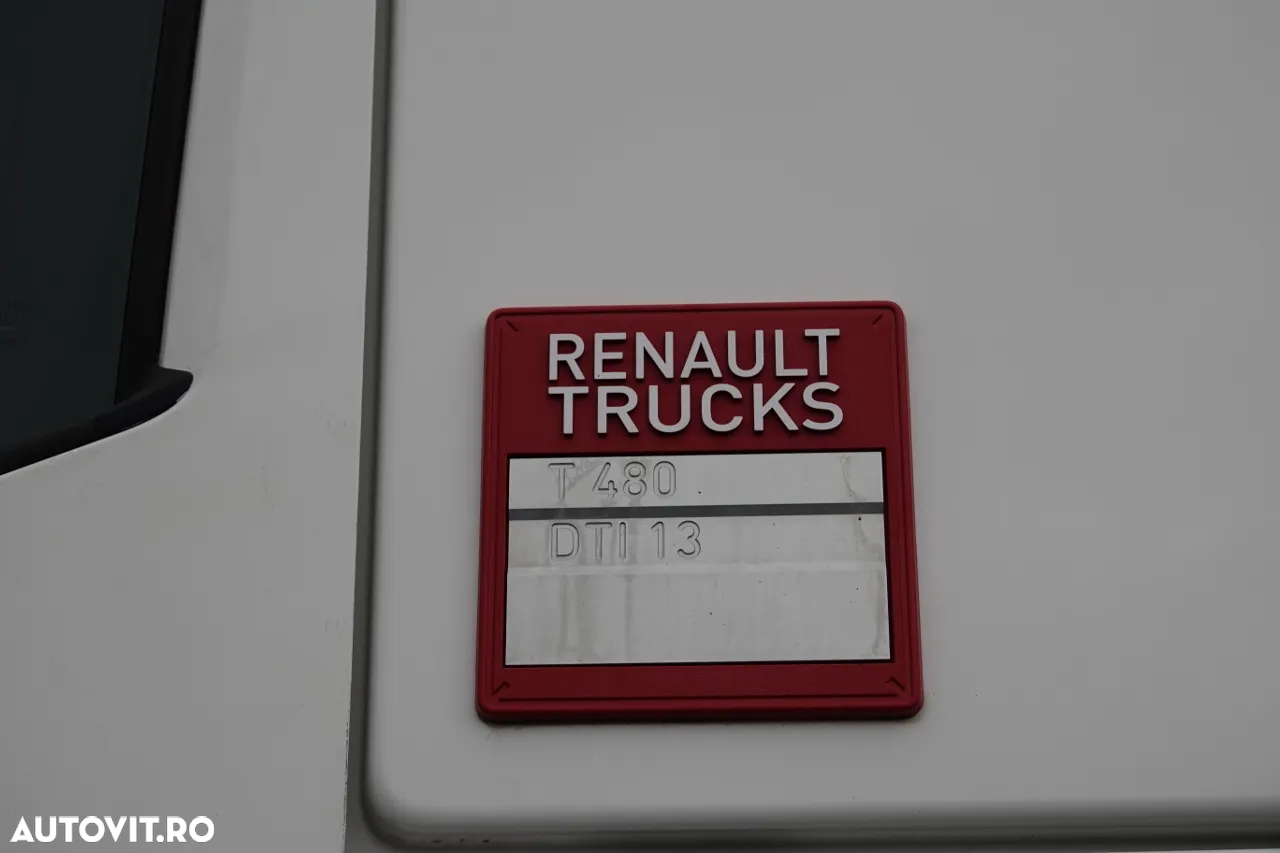 RENAULT
TRUCKS
T 480
DTI 13
AUTOVIT.RO